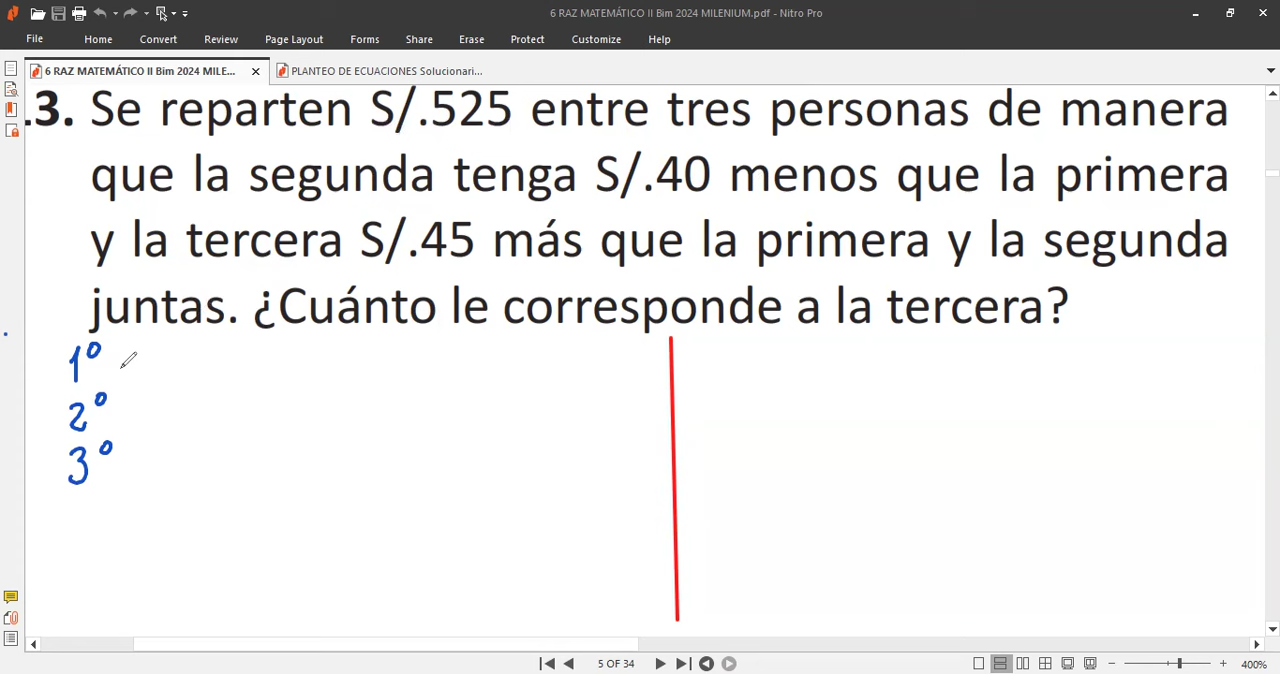 6 RAZ MATEMÁTICO II Bim 2024 MILENIUM.pdf - Nitro Pro
File Home Convert Review Page Layout Forms Share Erase Protect Customize Help
6 RAZ MATEMÁTICO II Bim 2024 MILE... PLANTEO DE ECUACIONES Solucionari...
13. Se reparten S/.525 entre tres personas de manera
que la segunda tenga S/.40 menos que la primera
y la tercera S/.45 más que la primera y la segunda
juntas. ¿Cuánto le corresponde a la tercera?
1°
2°
3°
5 OF 34
400%